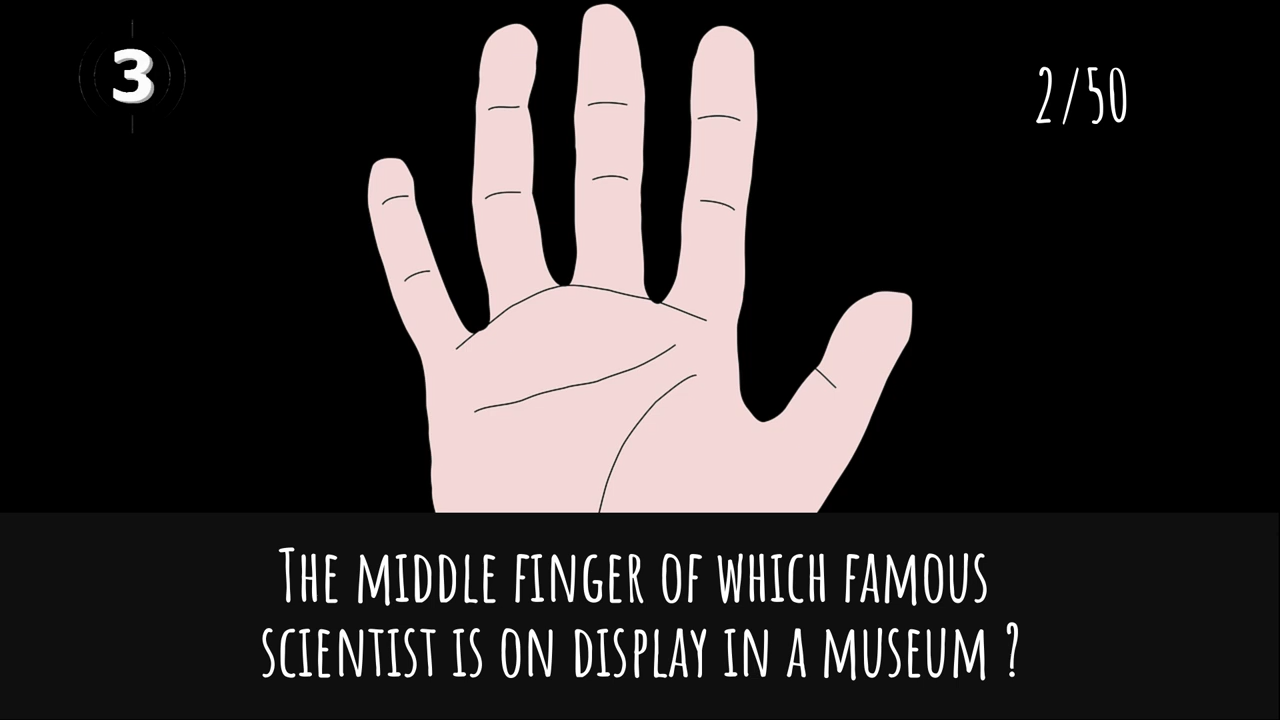 3
2/50
The middle finger of which famous
scientist is on display in a museum ?